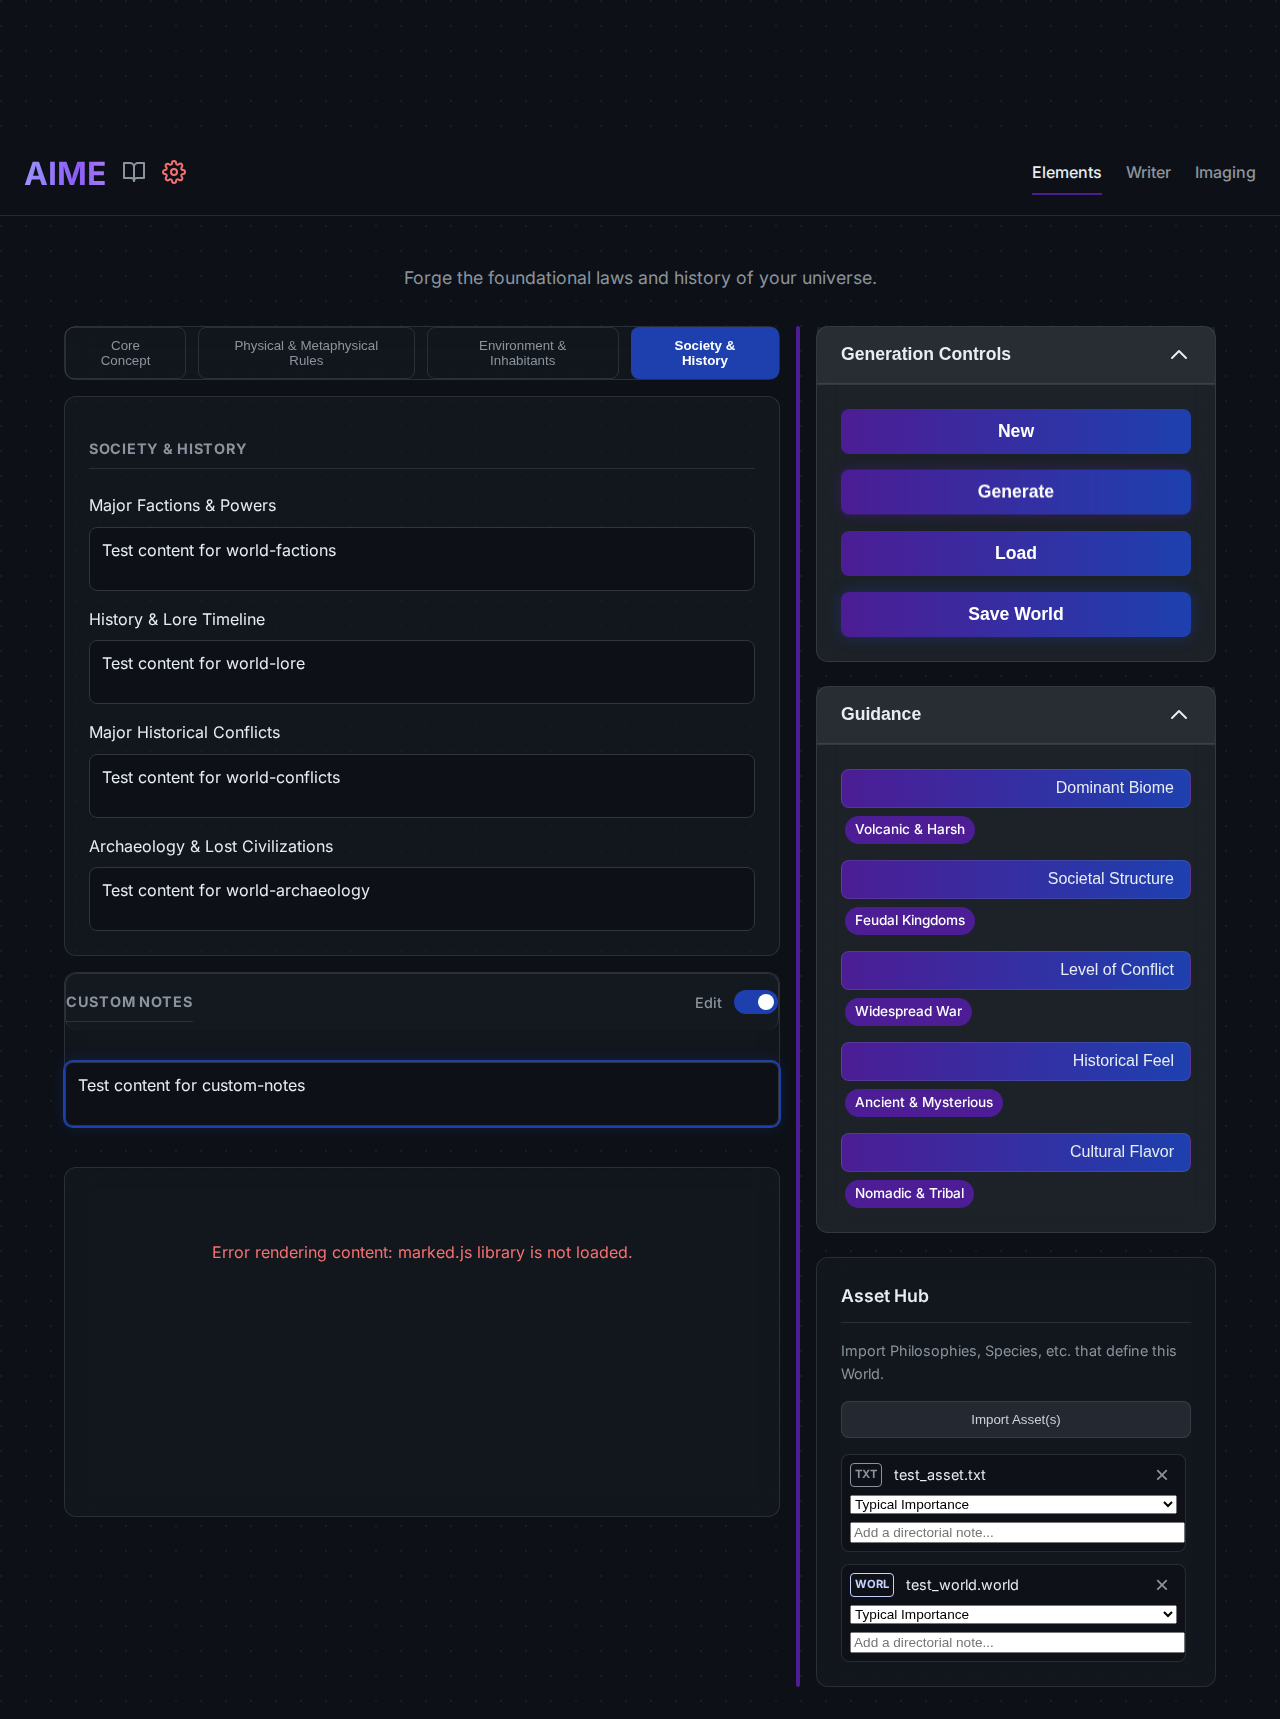 AIME
Elements
Writer
Imaging
Forge the foundational laws and history of your universe.
Core
Concept
Physical & Metaphysical
Rules
Environment &
Inhabitants
Society &
History
SOCIETY & HISTORY
Major Factions & Powers
Test content for world-factions
History & Lore Timeline
Test content for world-lore
Major Historical Conflicts
Test content for world-conflicts
Archaeology & Lost Civilizations
Test content for world-archaeology
CUSTOM NOTES
Edit
Test content for custom-notes
Error rendering content: marked.js library is not loaded.
Generation Controls
New
Generate
Load
Save World
Guidance
Dominant Biome
Volcanic & Harsh
Societal Structure
Feudal Kingdoms
Level of Conflict
Widespread War
Historical Feel
Ancient & Mysterious
Cultural Flavor
Nomadic & Tribal
Asset Hub
Import Philosophies, Species, etc. that define this
World.
Import Asset(s)
TXT
test_asset.txt
Typical Importance
Add a directorial note...
WORL
test_world.world
Typical Importance
Add a directorial note...